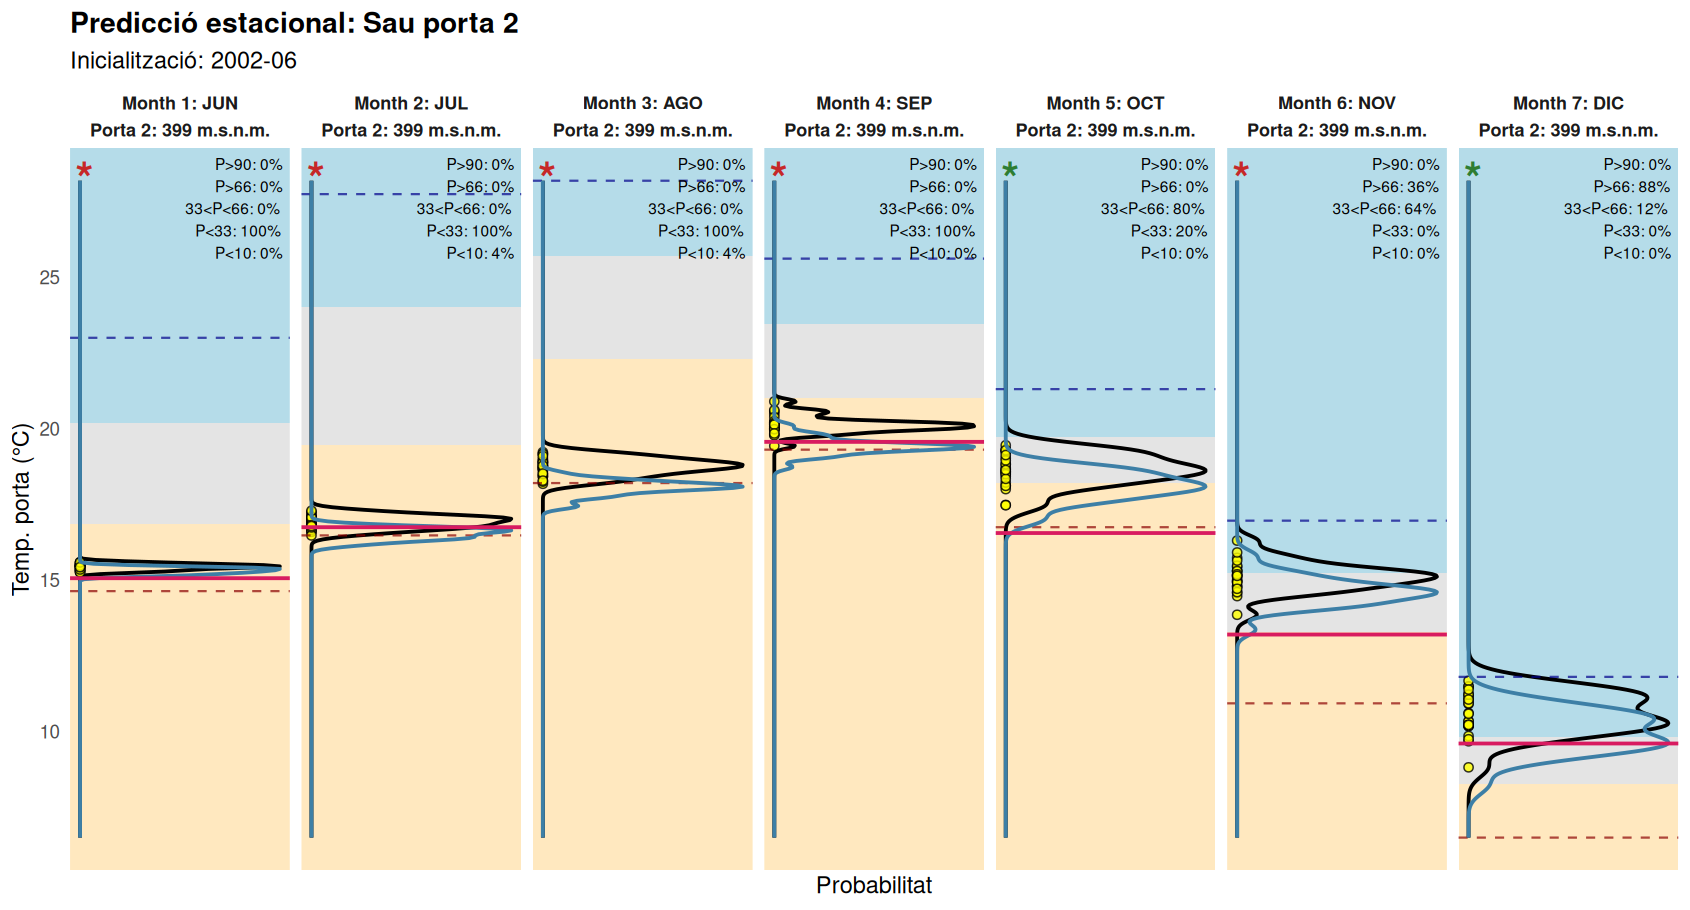 Predicció estacional: Sau porta 2
Inicialització: 2002-06
Month 1: JUN
Porta 2: 399 m.s.n.m.
Month 2: JUL
Porta 2: 399 m.s.n.m.
Month 3: AGO
Porta 2: 399 m.s.n.m.
Month 4: SEP
Porta 2: 399 m.s.n.m.
Month 5: OCT
Porta 2: 399 m.s.n.m.
Month 6: NOV
Porta 2: 399 m.s.n.m.
Month 7: DIC
Porta 2: 399 m.s.n.m.
*
P>90: 0%
P>66: 0%
33<P<66: 0%
P<33: 100%
P<10: 0%
*
P>90: 0%
P>66: 0%
33<P<66: 0%
P<33: 100%
P<10: 4%
*
P>90: 0%
P>66: 0%
33<P<66: 0%
P<33: 100%
P<10: 4%
*
P>90: 0%
P>66: 0%
33<P<66: 0%
P<33: 100%
P<10: 0%
*
P>90: 0%
P>66: 0%
33<P<66: 80%
P<33: 20%
P<10: 0%
*
P>90: 0%
P>66: 36%
33<P<66: 64%
P<33: 0%
P<10: 0%
*
P>90: 0%
P>66: 88%
33<P<66: 12%
P<33: 0%
P<10: 0%
25
20
15
10
Temp. porta (°C)
Probabilitat